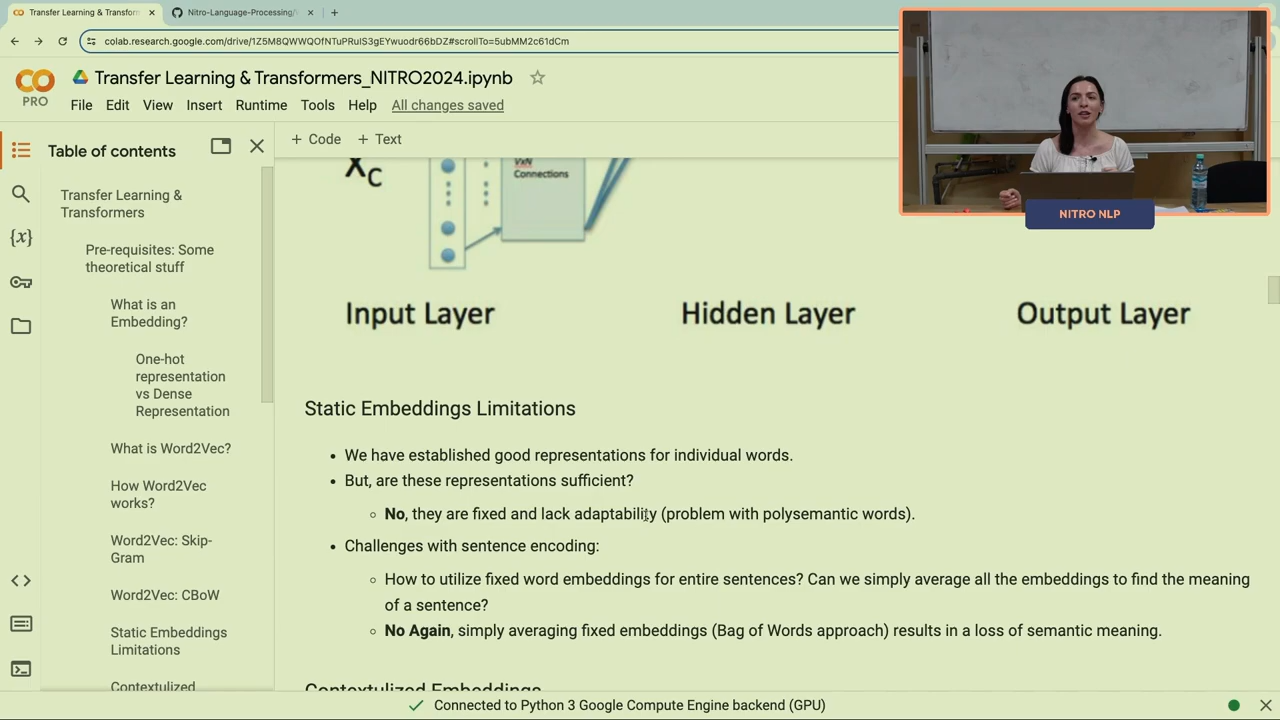 Transfer Learning & Transform
Nitro-Language-Processing/
colab.research.google.com/drive/1Z5M8QWWQOfNTuPRulS3gEYwuodr66bDZ#scrollTo=5ubMM2c61dCm
CO
PRO
Transfer Learning & Transformers_NITRO2024.ipynb
File Edit View Insert Runtime Tools Help All changes saved
NITRO NLP
+ Code + Text
Table of contents
Transfer Learning &
Transformers
Pre-requisites: Some
theoretical stuff
What is an
Embedding?
One-hot
representation
vs Dense
Representation
What is Word2Vec?
How Word2Vec
works?
Word2Vec: Skip-
Gram
Word2Vec: CBoW
Static Embeddings
Limitations
Contextulized
XC
VxN
Connections
Input Layer Hidden Layer Output Layer
Static Embeddings Limitations
• We have established good representations for individual words.
• But, are these representations sufficient?
○ No, they are fixed and lack adaptability (problem with polysemantic words).
• Challenges with sentence encoding:
○ How to utilize fixed word embeddings for entire sentences? Can we simply average all the embeddings to find the meaning
of a sentence?
○ No Again, simply averaging fixed embeddings (Bag of Words approach) results in a loss of semantic meaning.
Contextulized Embeddings
Connected to Python 3 Google Compute Engine backend (GPU)